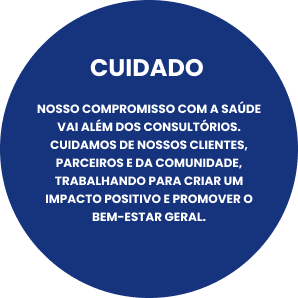 CUIDADO
NOSSO COMPROMISSO COM A SAÚDE
VAI ALÉM DOS CONSULTÓRIOS.
CUIDAMOS DE NOSSOS CLIENTES,
PARCEIROS E DA COMUNIDADE,
TRABALHANDO PARA CRIAR UM
IMPACTO POSITIVO E PROMOVER O
BEM-ESTAR GERAL.